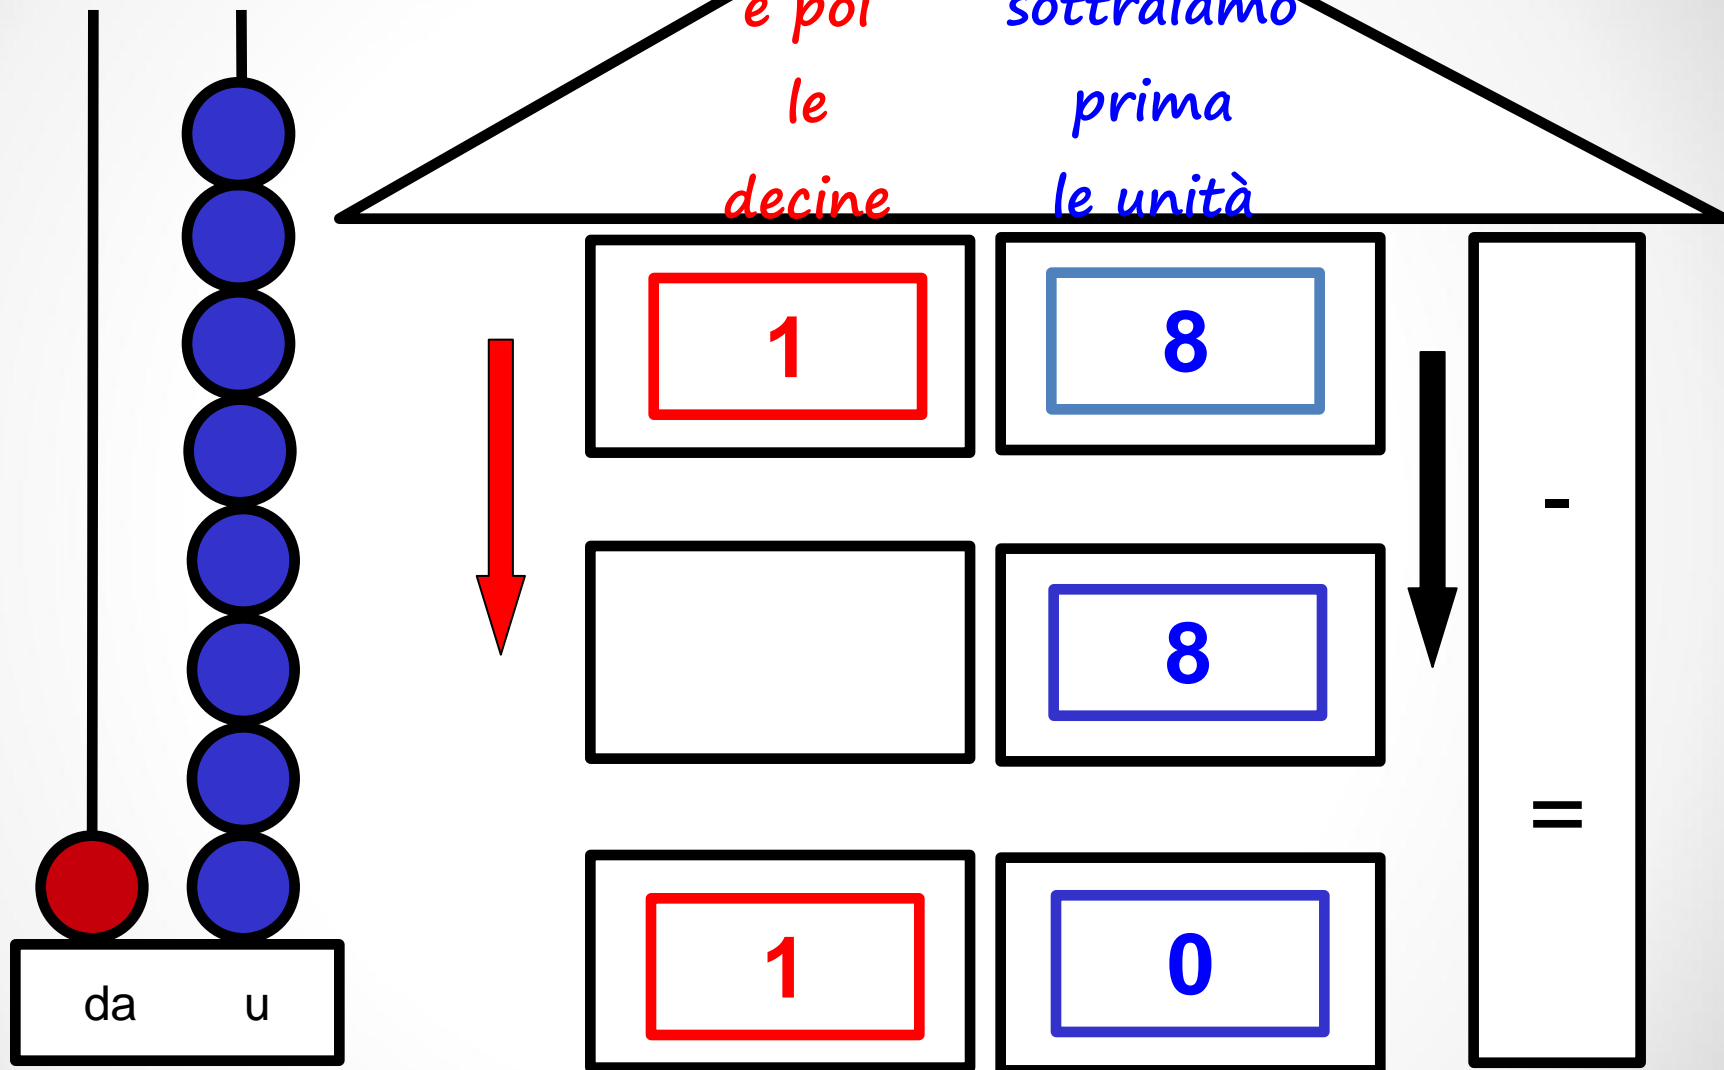 e poi sottraiamo
le prima
decine le unità
1 8
-
8
=
1 0
da u